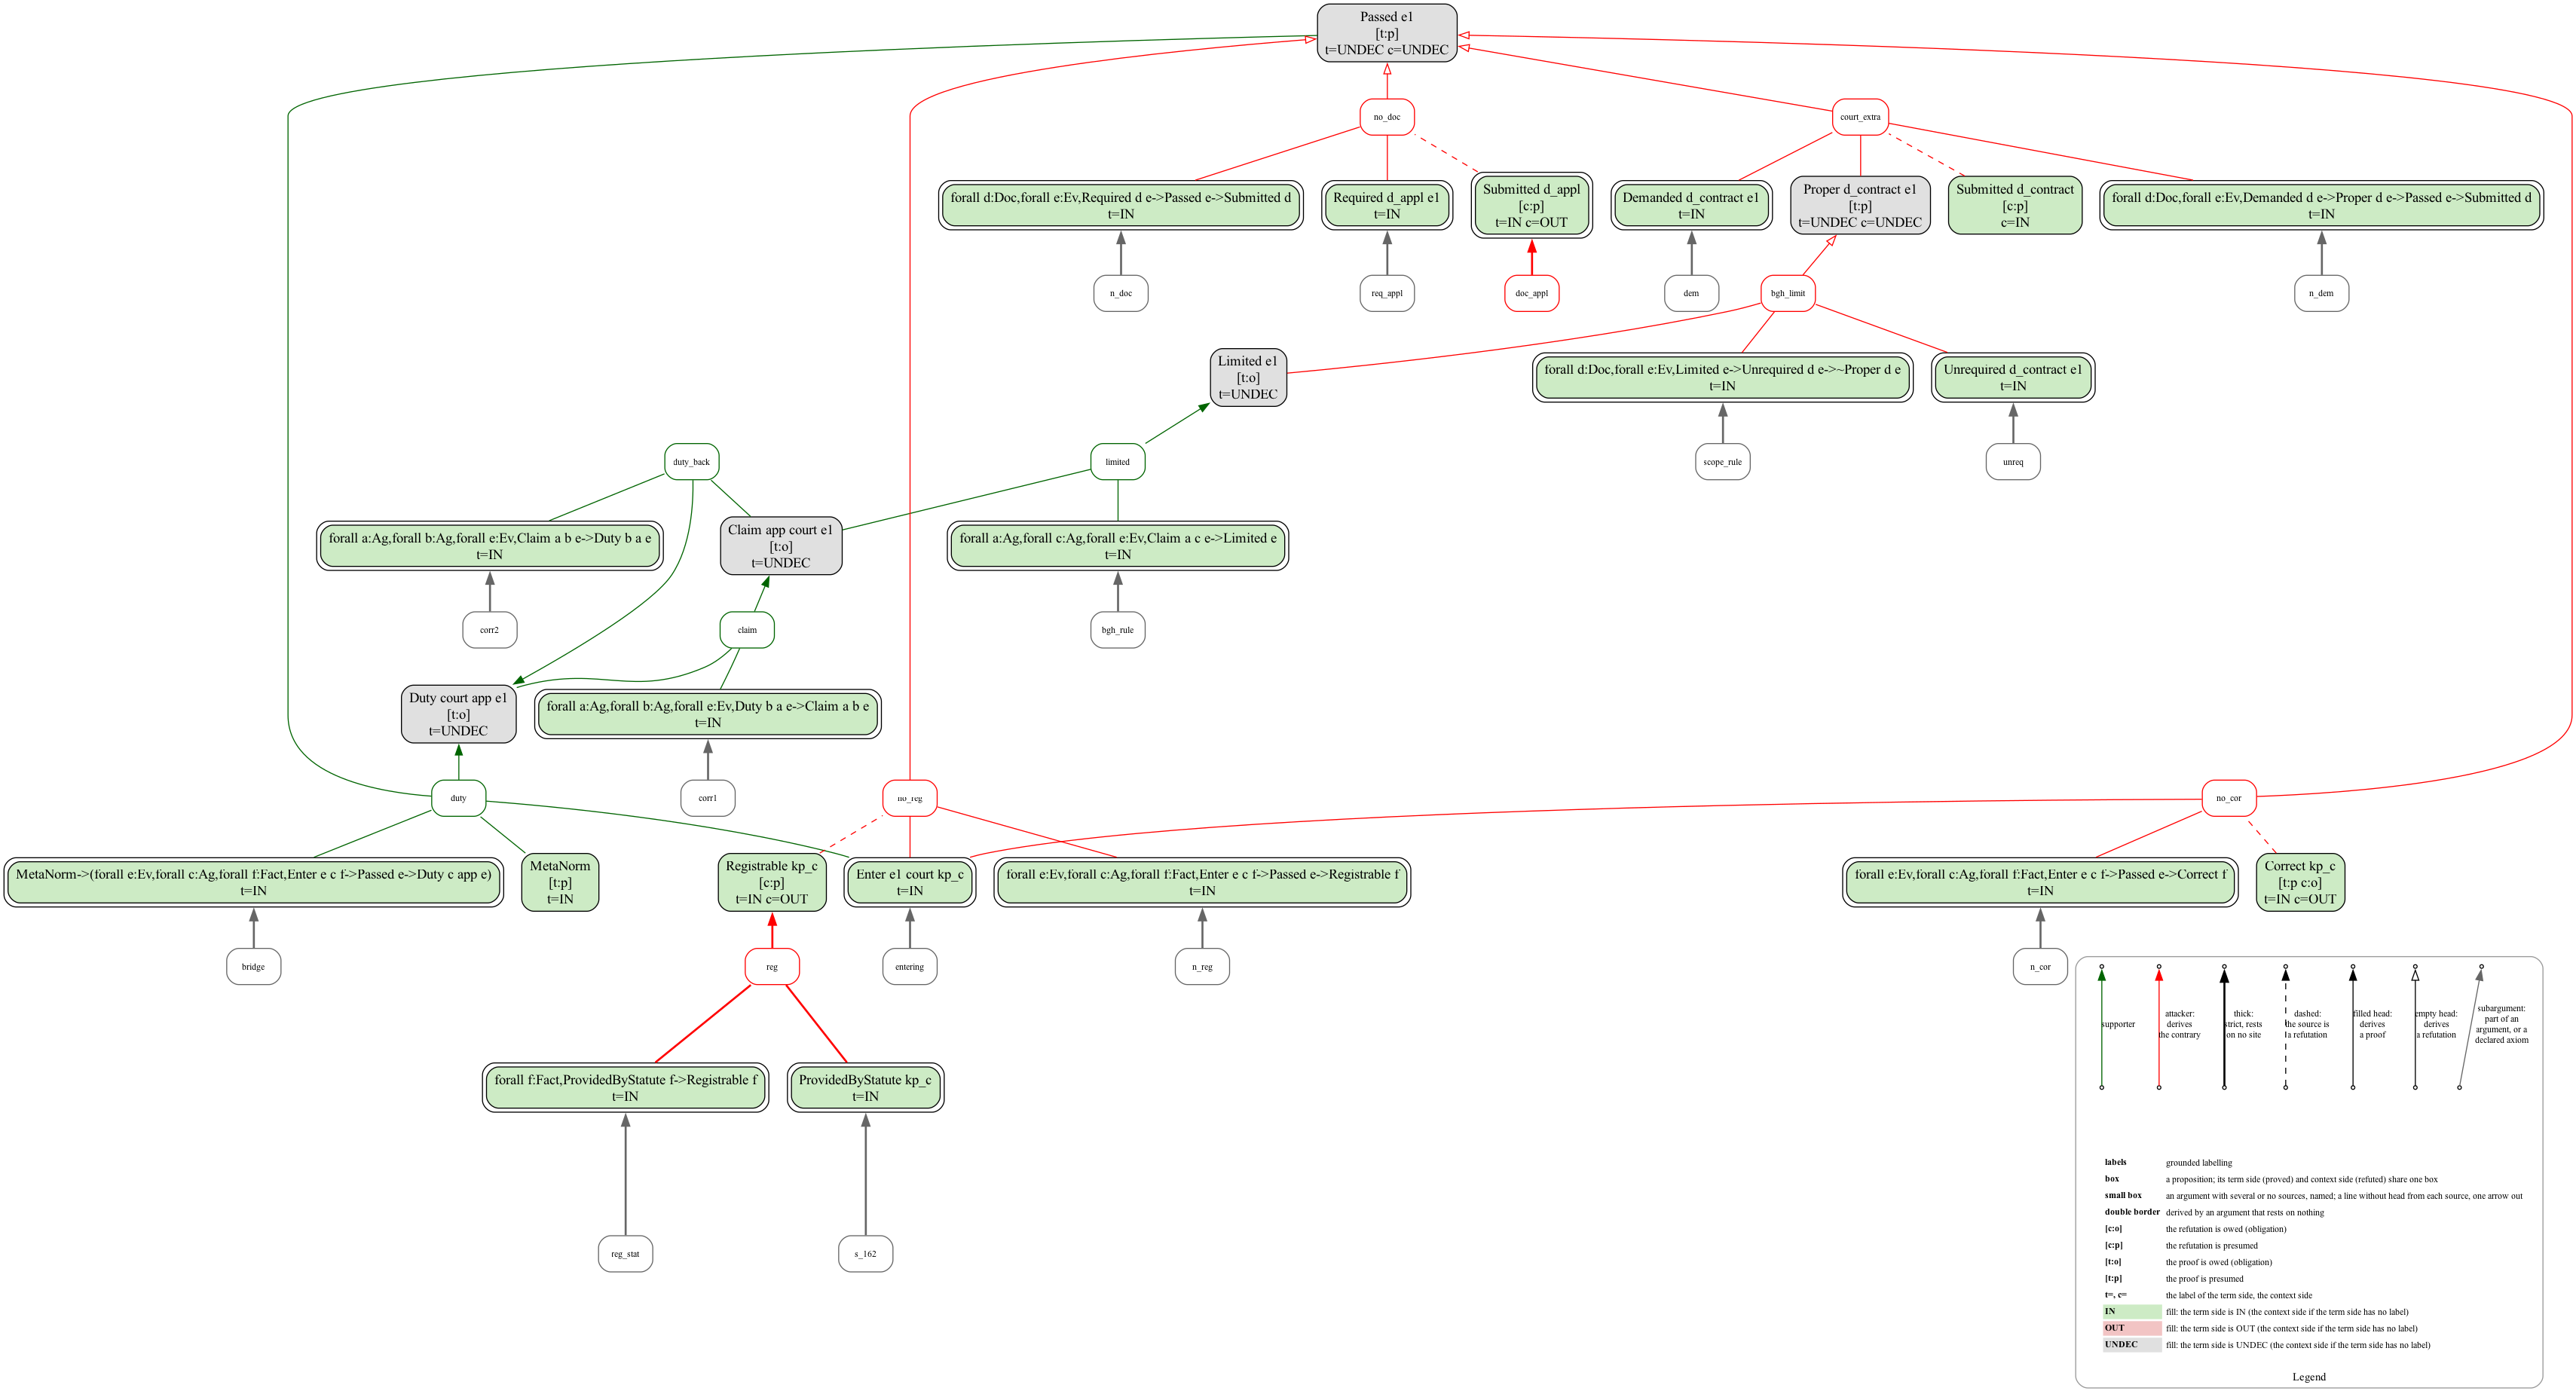 Passed e1
[t:p]
t=UNDEC c=UNDEC
no_doc
court_extra
forall d:Doc,forall e:Ev,Required d e->Passed e->Submitted d
t=IN
Required d_appl e1
t=IN
Submitted d_appl
[c:p]
t=IN c=OUT
Demanded d_contract e1
t=IN
Proper d_contract e1
[t:p]
t=UNDEC c=UNDEC
Submitted d_contract
[c:p]
c=IN
forall d:Doc,forall e:Ev,Demanded d e->Proper d e->Passed e->Submitted d
t=IN
n_doc
req_appl
doc_appl
dem
bgh_limit
n_dem
Limited e1
[t:o]
t=UNDEC
forall d:Doc,forall e:Ev,Limited e->Unrequired d e->~Proper d e
t=IN
Unrequired d_contract e1
t=IN
duty_back
limited
scope_rule
unreq
forall a:Ag,forall b:Ag,forall e:Ev,Claim a b e->Duty b a e
t=IN
Claim app court e1
[t:o]
t=UNDEC
forall a:Ag,forall c:Ag,forall e:Ev,Claim a c e->Limited e
t=IN
corr2
claim
bgh_rule
Duty court app e1
[t:o]
t=UNDEC
forall a:Ag,forall b:Ag,forall e:Ev,Duty b a e->Claim a b e
t=IN
duty
corr1
no_reg
no_cor
MetaNorm->(forall e:Ev,forall c:Ag,forall f:Fact,Enter e c f->Passed e->Duty c app e)
t=IN
MetaNorm
[t:p]
t=IN
Registrable kp_c
[c:p]
t=IN c=OUT
Enter e1 court kp_c
t=IN
forall e:Ev,forall c:Ag,forall f:Fact,Enter e c f->Passed e->Registrable f
t=IN
forall e:Ev,forall c:Ag,forall f:Fact,Enter e c f->Passed e->Correct f
t=IN
Correct kp_c
[t:p c:o]
t=IN c=OUT
bridge
reg
entering
n_reg
n_cor
forall f:Fact,ProvidedByStatute f->Registrable f
t=IN
ProvidedByStatute kp_c
t=IN
reg_stat
s_162
supporter
attacker:
derives
the contrary
thick:
strict, rests
on no site
dashed:
the source is
a refutation
filled head:
derives
a proof
empty head:
derives
a refutation
subargument:
part of an
argument, or a
declared axiom
labels grounded labelling
box a proposition; its term side (proved) and context side (refuted) share one box
small box an argument with several or no sources, named; a line without head from each source, one arrow out
double border derived by an argument that rests on nothing
[c:o] the refutation is owed (obligation)
[c:p] the refutation is presumed
[t:o] the proof is owed (obligation)
[t:p] the proof is presumed
t=, c= the label of the term side, the context side
IN fill: the term side is IN (the context side if the term side has no label)
OUT fill: the term side is OUT (the context side if the term side has no label)
UNDEC fill: the term side is UNDEC (the context side if the term side has no label)
Legend